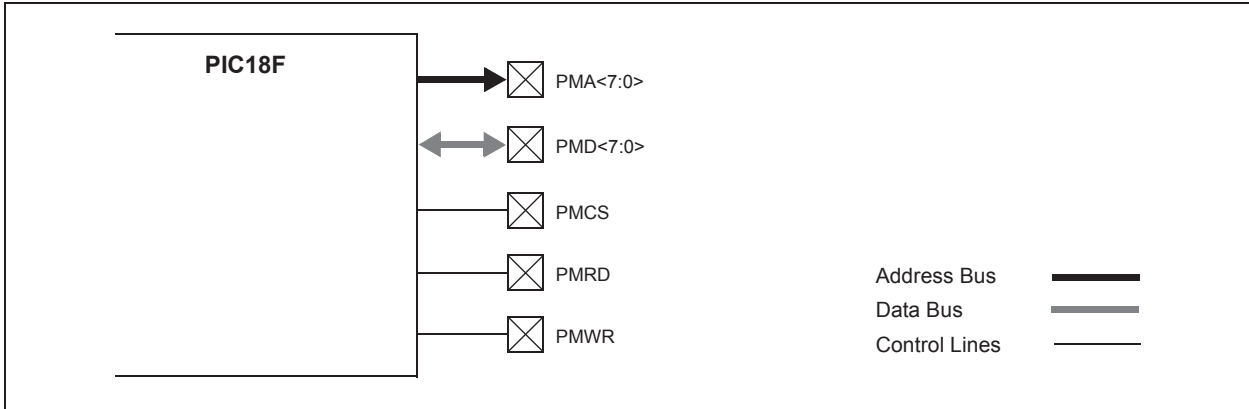 PIC18F
PMA<7:0>
PMD<7:0>
PMCS
PMRD
PMWR
Address Bus
Data Bus
Control Lines